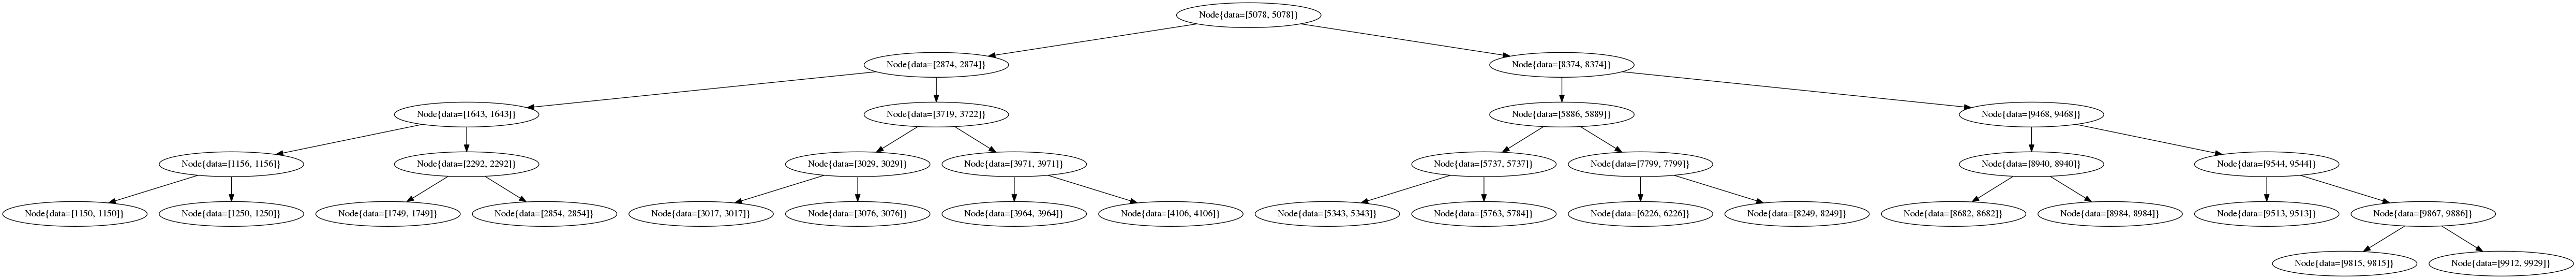 Node{data=[5078, 5078]}
Node{data=[2874, 2874]}
Node{data=[8374, 8374]}
Node{data=[1643, 1643]}
Node{data=[3719, 3722]}
Node{data=[5886, 5889]}
Node{data=[9468, 9468]}
Node{data=[1156, 1156]}
Node{data=[2292, 2292]}
Node{data=[3029, 3029]}
Node{data=[3971, 3971]}
Node{data=[5737, 5737]}
Node{data=[7799, 7799]}
Node{data=[8940, 8940]}
Node{data=[9544, 9544]}
Node{data=[1150, 1150]}
Node{data=[1250, 1250]}
Node{data=[1749, 1749]}
Node{data=[2854, 2854]}
Node{data=[3017, 3017]}
Node{data=[3076, 3076]}
Node{data=[3964, 3964]}
Node{data=[4106, 4106]}
Node{data=[5343, 5343]}
Node{data=[5763, 5784]}
Node{data=[6226, 6226]}
Node{data=[8249, 8249]}
Node{data=[8682, 8682]}
Node{data=[8984, 8984]}
Node{data=[9513, 9513]}
Node{data=[9867, 9886]}
Node{data=[9815, 9815]}
Node{data=[9912, 9929]}